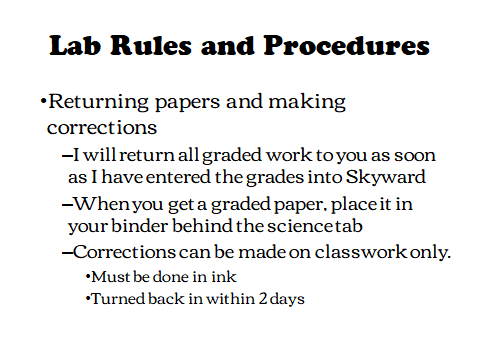 Lab Rules and Procedures
•Returning papers and making
corrections
–I will return all graded work to you as soon
as I have entered the grades into Skyward
–When you get a graded paper, place it in
your binder behind the science tab
–Corrections can be made on classwork only.
•Must be done in ink
•Turned back in within 2 days